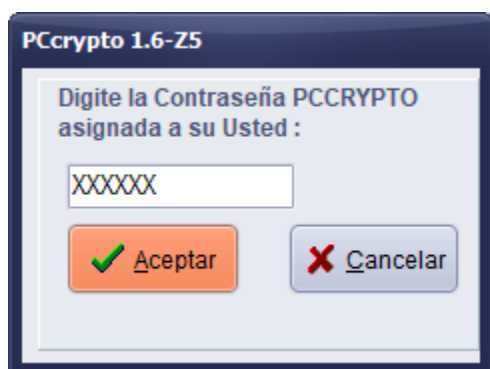 PCcrypto 1.6-Z5
Digite la Contraseña PCCRYPTO
asignada a su Usted :
XXXXXX
Aceptar
Cancelar